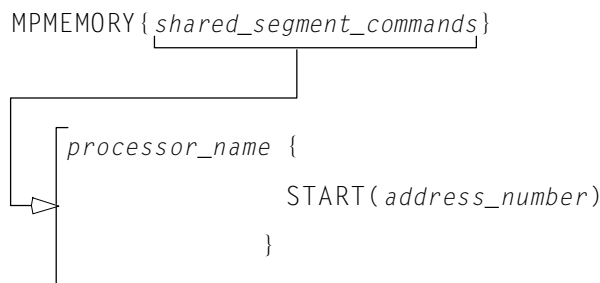 MPMEMORY{shared_segment_commands}
processor_name {
START(address_number)
}